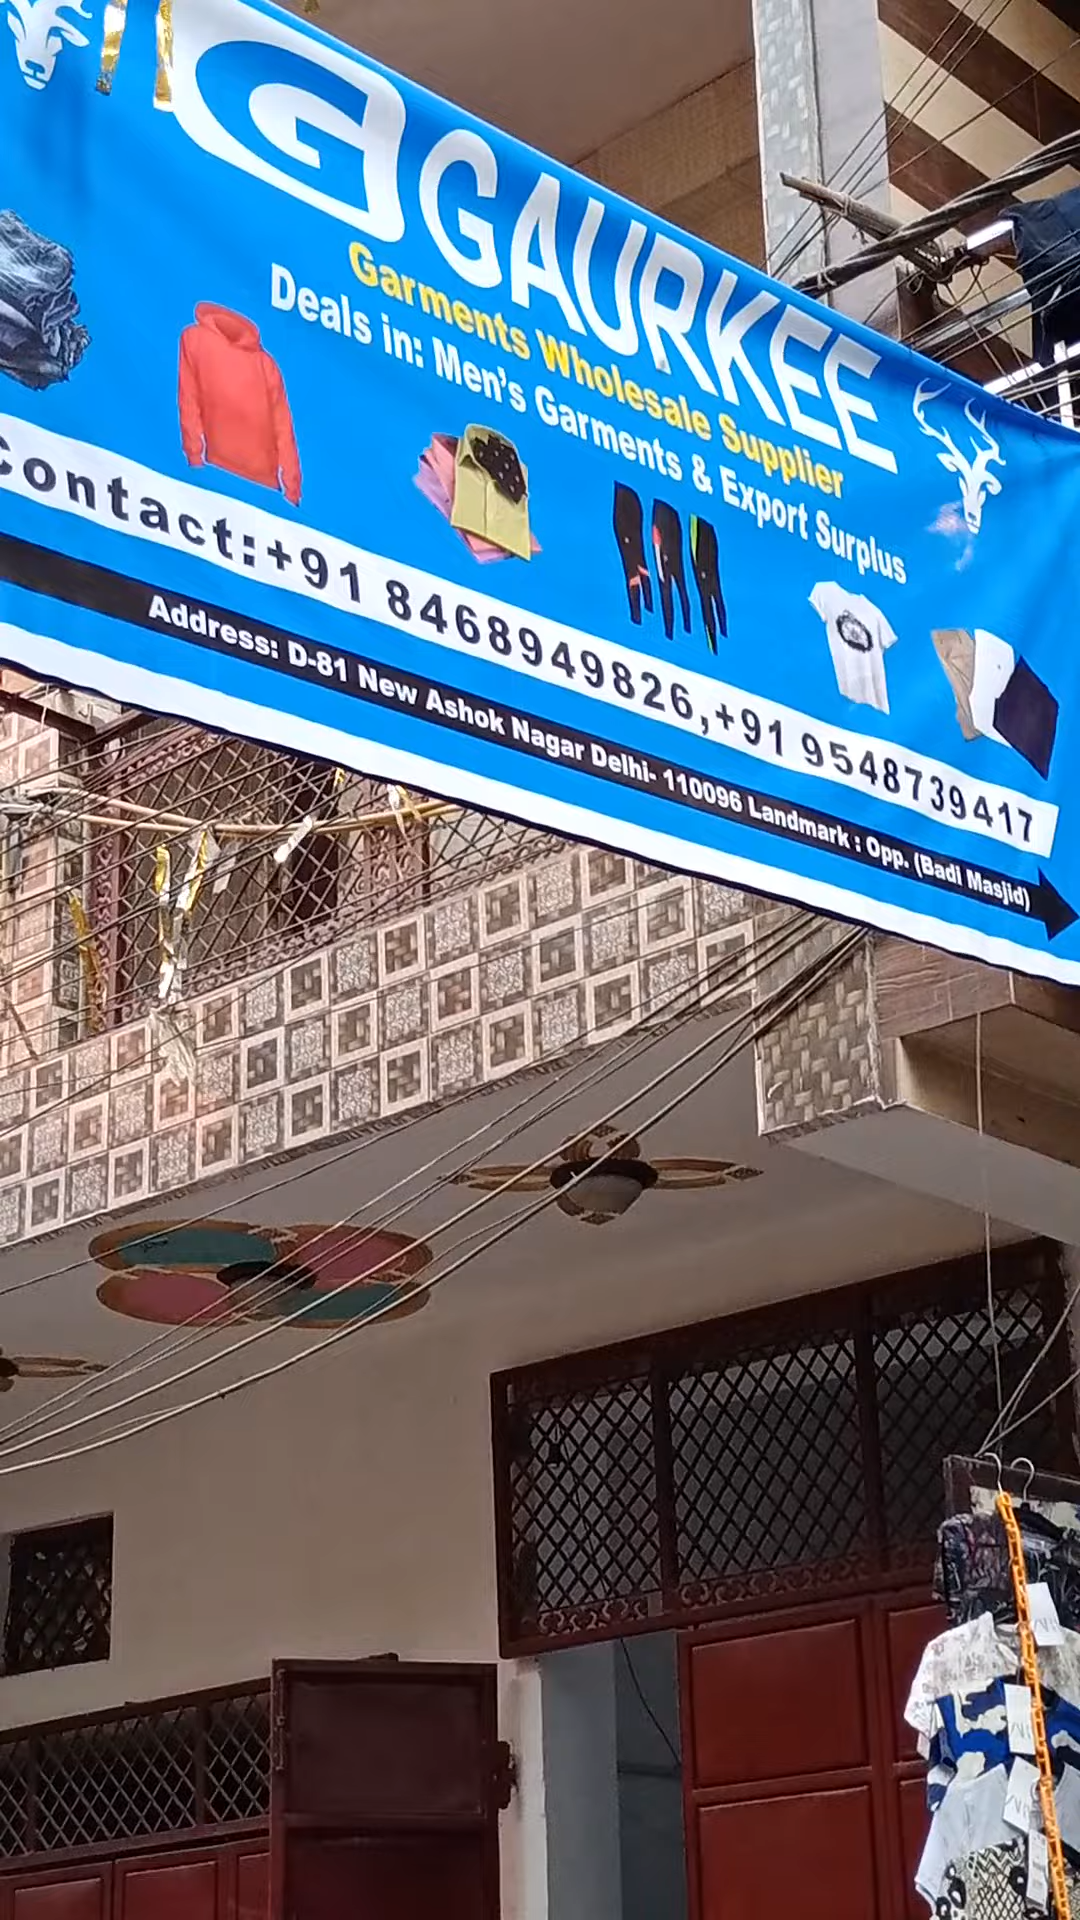 G GAURKEE
Garments Wholesale Supplier
Deals in: Men's Garments & Export Surplus
Contact:+91 8468949826,+91 9548739417
Address: D-81 New Ashok Nagar Delhi- 110096 Landmark : Opp. (Badi Masjid)